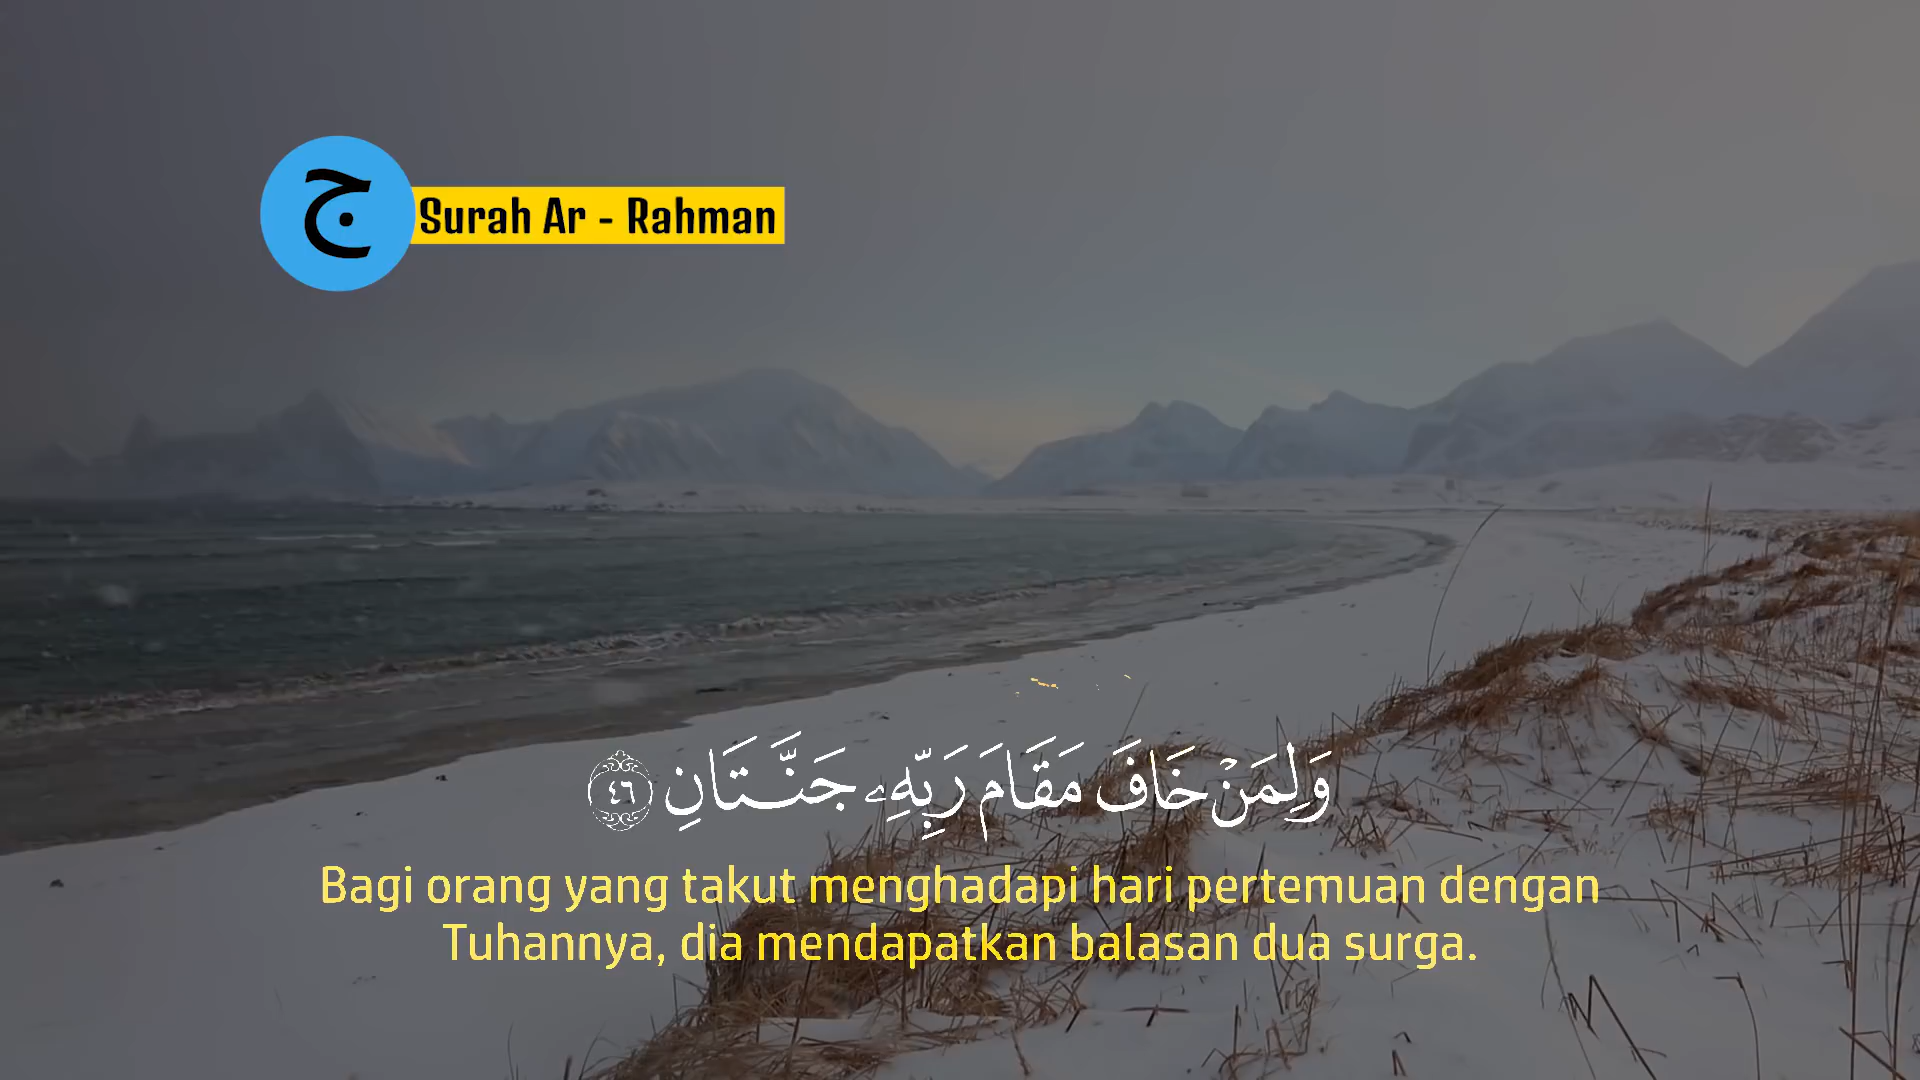 ج
Surah Ar - Rahman
وَلِمَنْ خَافَ مَقَامَ رَبِّهِۦ جَنَّتَانِ ٤٦
Bagi orang yang takut menghadapi hari pertemuan dengan
Tuhannya, dia mendapatkan balasan dua surga.